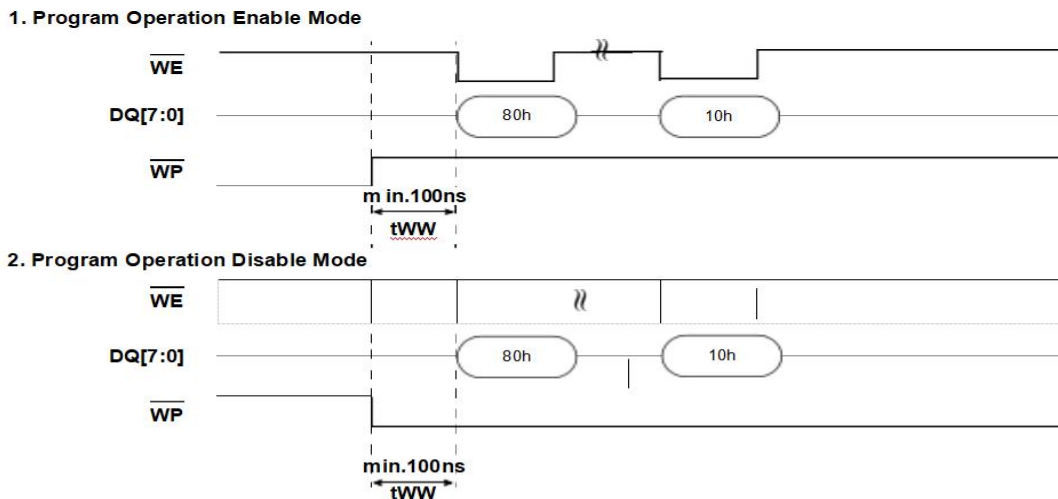 1. Program Operation Enable Mode
WE
DQ[7:0]
80h
10h
WP
m in.100ns
tWW
2. Program Operation Disable Mode
WE
DQ[7:0]
80h
10h
WP
min.100ns
tWW